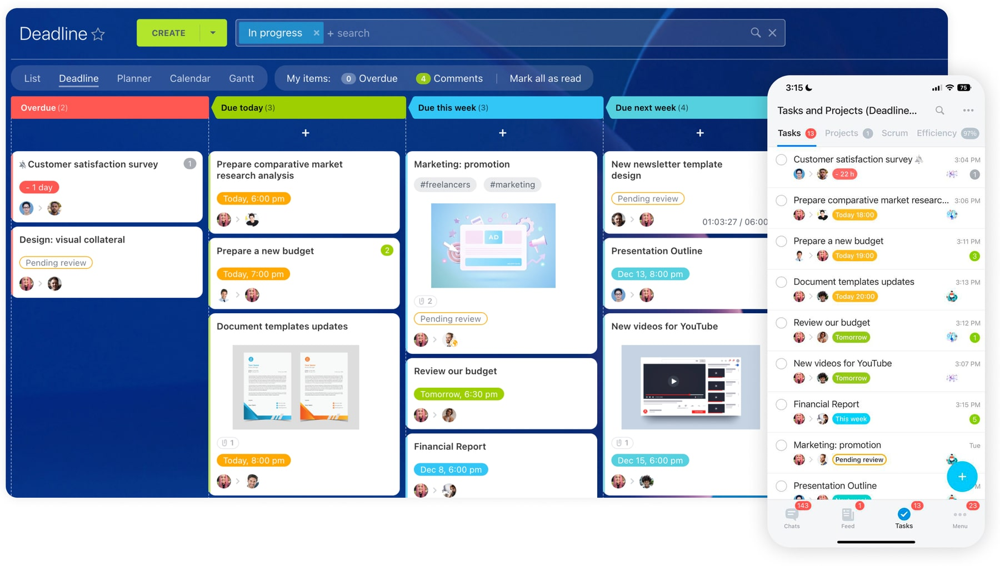 Deadline
CREATE
In progress × + search
List Deadline Planner Calendar Gantt
My items: 0 Overdue 4 Comments Mark all as read
Overdue (2)
Customer satisfaction survey 1
- 1 day
Design: visual collateral
Pending review
Due today (3)
+
Prepare comparative market
research analysis
Today, 6:00 pm
Prepare a new budget 2
Today, 7:00 pm
Document templates updates
1
Today, 8:00 pm
Due this week (3)
+
Marketing: promotion
#freelancers #marketing
AD
2
Pending review
Review our budget
Tomorrow, 6:30 pm
Financial Report
Dec 8, 6:00 pm
Due next week (4)
+
New newsletter template
design
Pending review
01:03:27 / 06:00
Presentation Outline
Dec 13, 8:00 pm
New videos for YouTube
1
Dec 15, 6:00 pm
3:15 75
Tasks and Projects (Deadline...
Tasks 13 Projects 1 Scrum Efficiency 97%
Customer satisfaction survey 3:04 PM
- 22 h 1
Prepare comparative market researc... 3:06 PM
Today 18:00
Prepare a new budget 3:11 PM
Today 19:00 3
Document templates updates 3:13 PM
Today 20:00
Review our budget 3:12 PM
Tomorrow 1
New videos for YouTube 3:07 PM
Tomorrow
Financial Report 3:15 PM
This week 5
Marketing: promotion Tue
Pending review
+
Presentation Outline
143 1 13 23
Chats Feed Tasks Menu